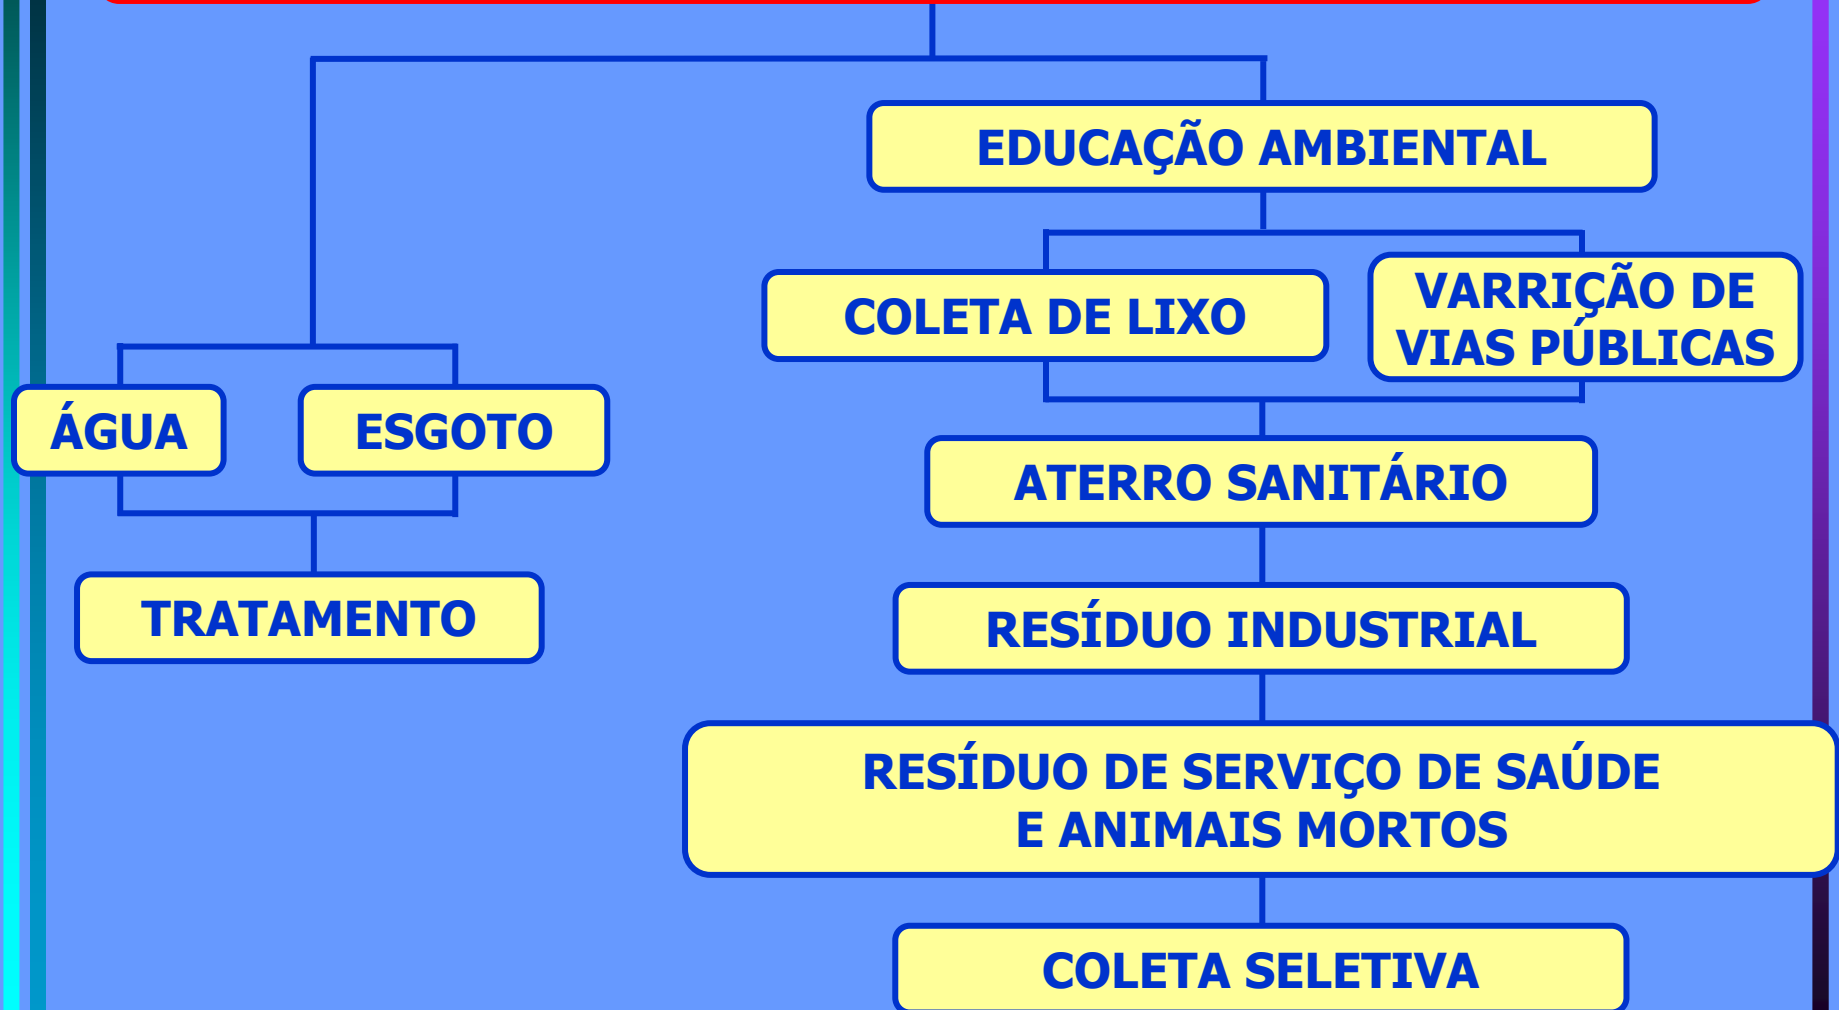 EDUCAÇÃO AMBIENTAL
COLETA DE LIXO
VARRIÇÃO DE
VIAS PÚBLICAS
ÁGUA
ESGOTO
ATERRO SANITÁRIO
TRATAMENTO
RESÍDUO INDUSTRIAL
RESÍDUO DE SERVIÇO DE SAÚDE
E ANIMAIS MORTOS
COLETA SELETIVA